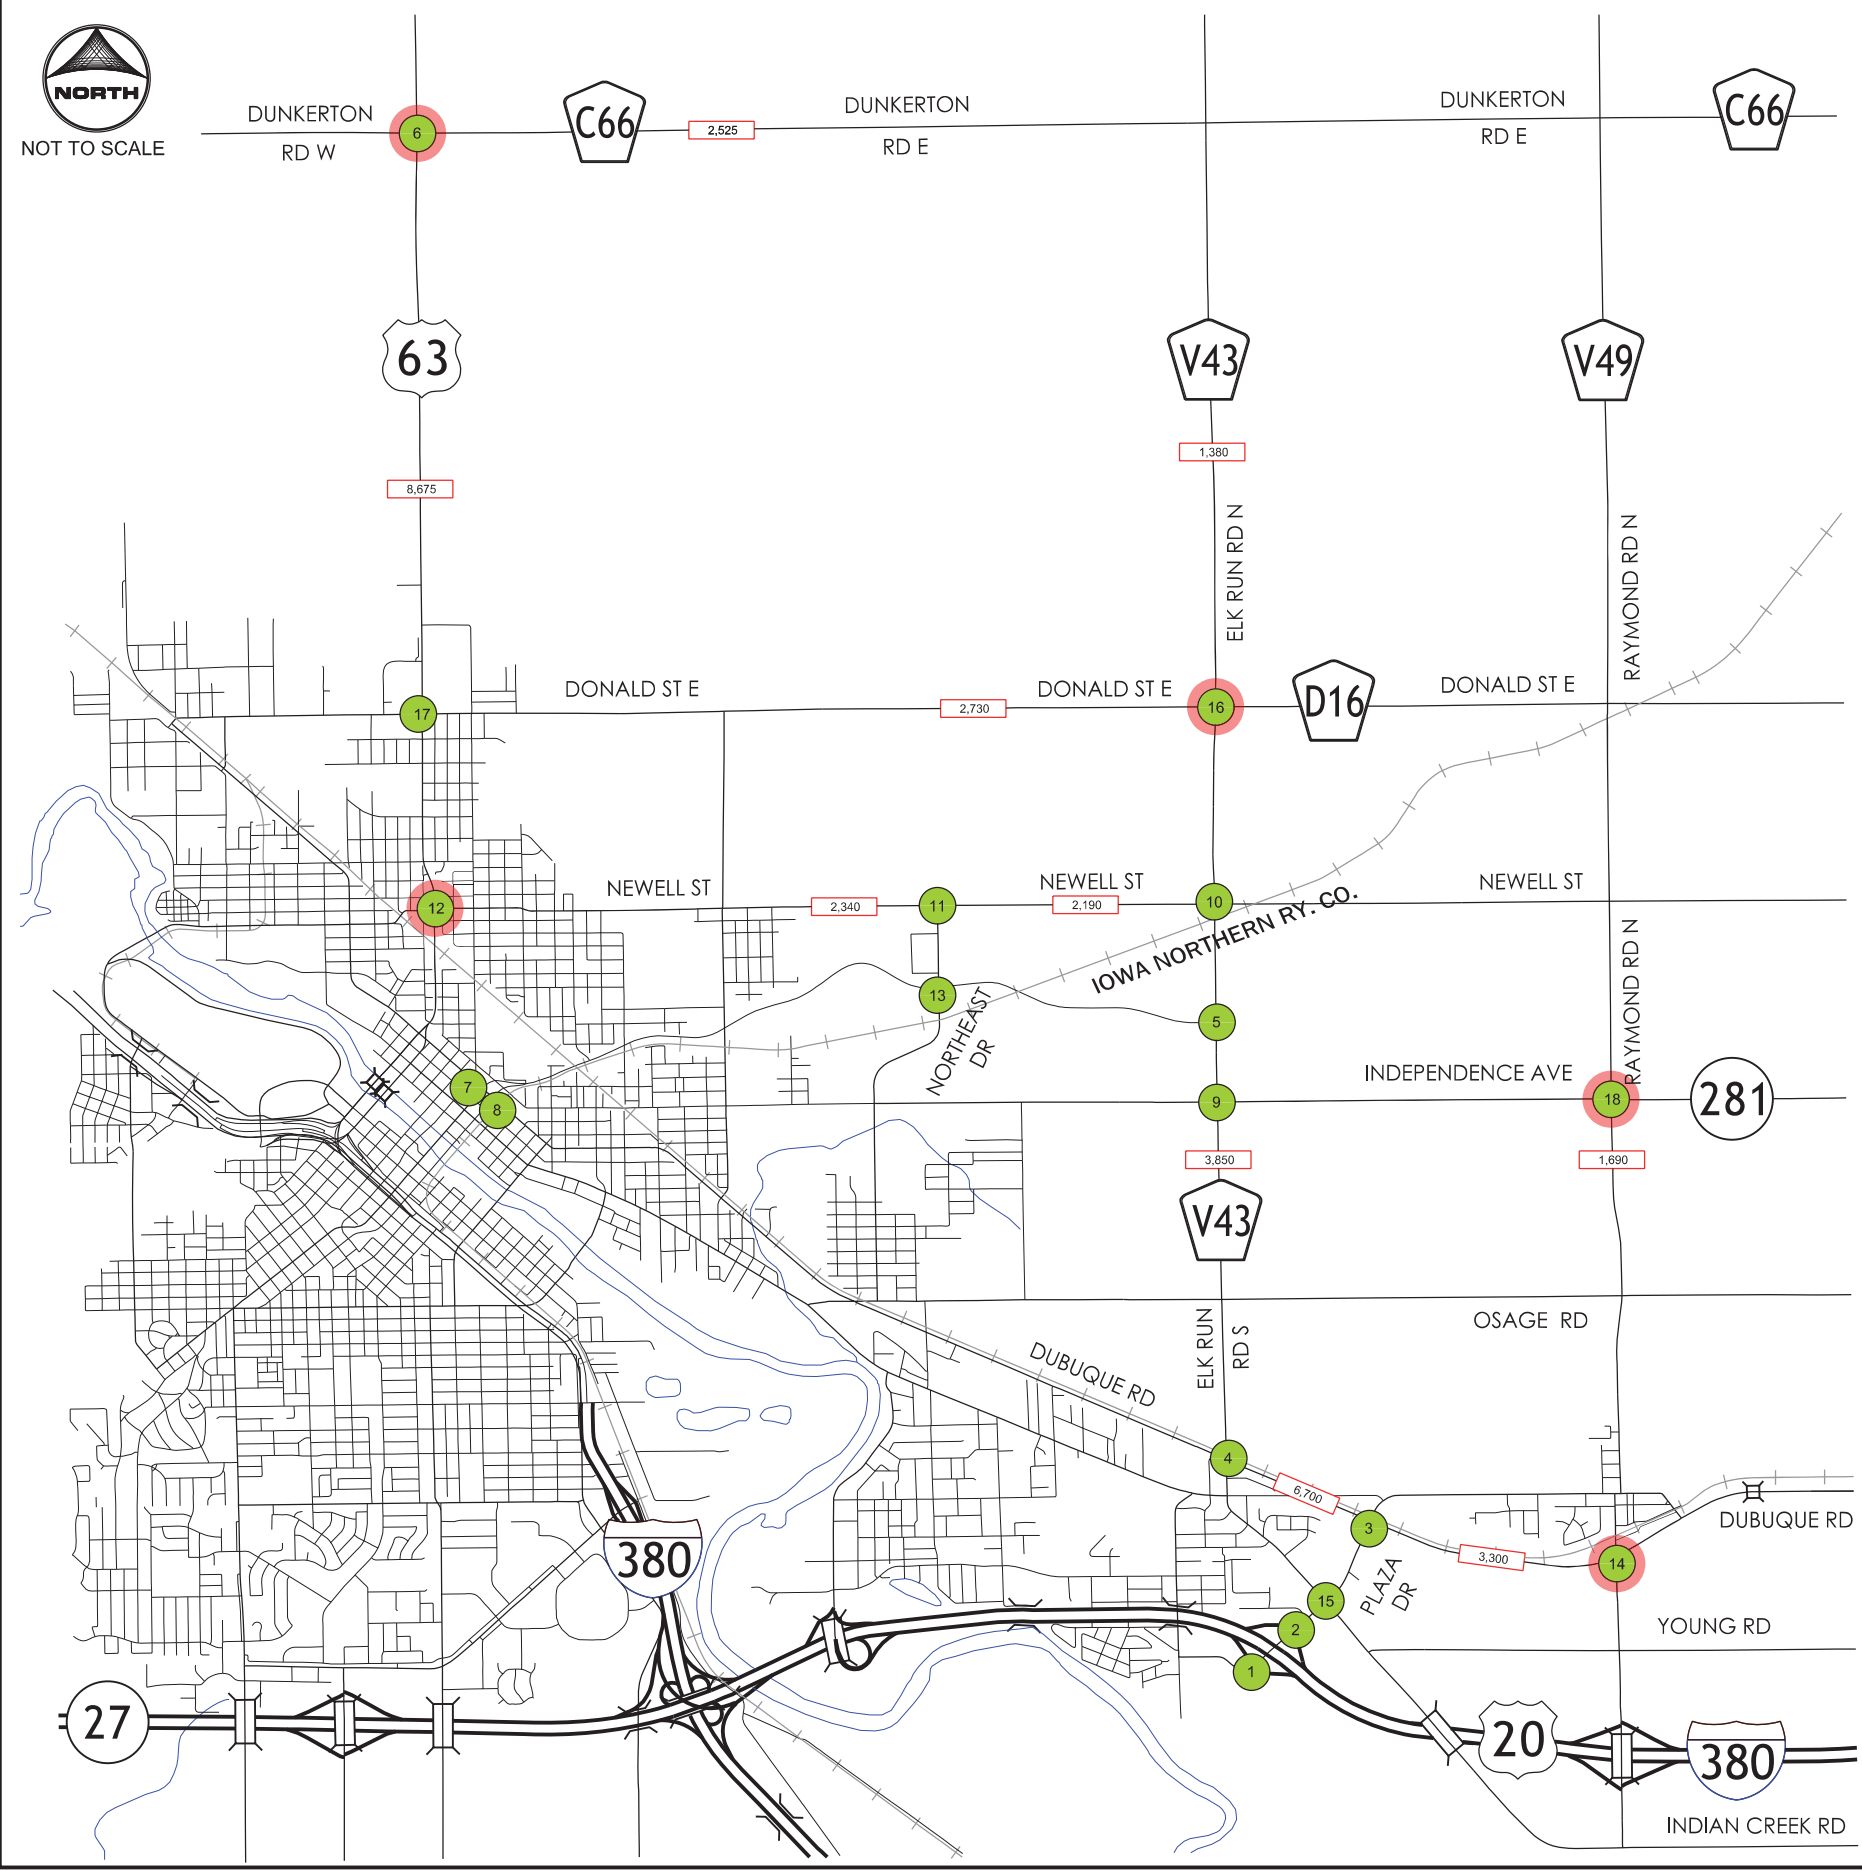 NORTH
NOT TO SCALE
DUNKERTON
RD W
6
C66
2,525
DUNKERTON
RD E
DUNKERTON
RD E
C66
63
V43
V49
8,675
1,380
ELK RUN RD N
RAYMOND RD N
17
DONALD ST E
2,730
DONALD ST E
16
D16
DONALD ST E
12
NEWELL ST
2,340
11
NEWELL ST
2,190
10
NEWELL ST
IOWA NORTHERN RY. CO.
13
NORTHEAST
DR
5
RAYMOND RD N
7
8
9
INDEPENDENCE AVE
18
281
3,850
1,690
V43
OSAGE RD
ELK RUN
RD S
DUBUQUE RD
4
6,700
3
3,300
14
DUBUQUE RD
PLAZA
DR
380
15
2
1
YOUNG RD
27
20
380
INDIAN CREEK RD